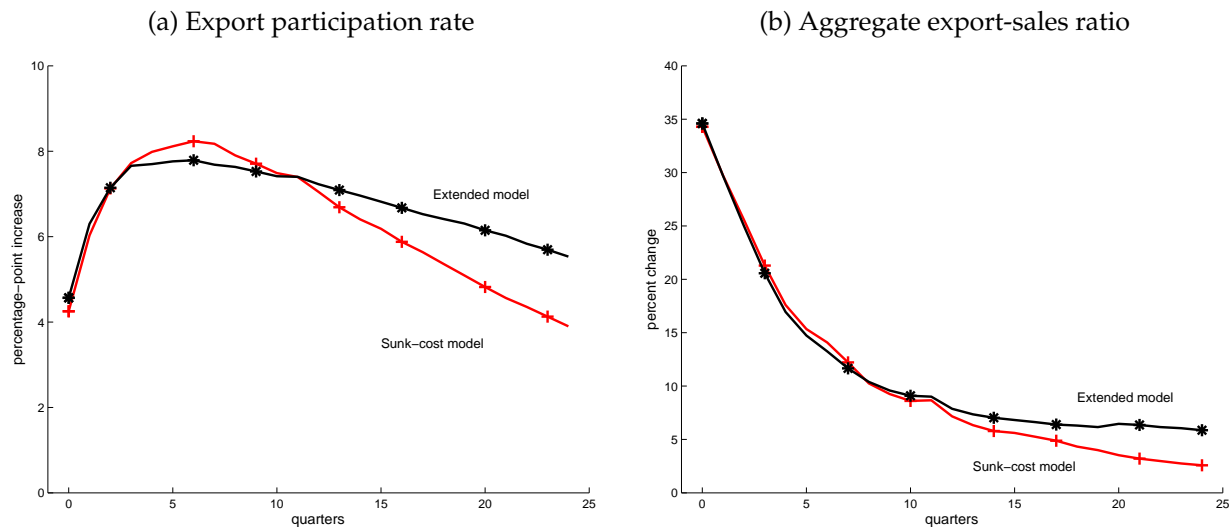 (a) Export participation rate
10
8
6
4
2
0
0 5 10 15 20 25
percentage−point increase
quarters
Extended model
Sunk−cost model
(b) Aggregate export-sales ratio
40
35
30
25
20
15
10
5
0
0 5 10 15 20 25
percent change
quarters
Extended model
Sunk−cost model